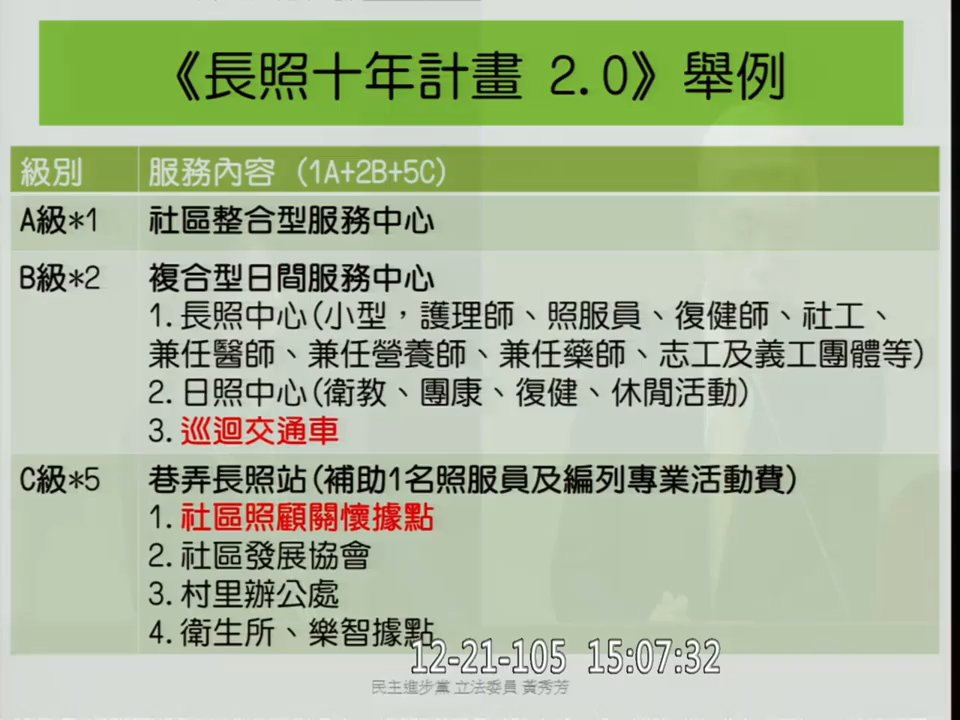 《長照十年計畫 2.0》舉例
級別 服務內容 (1A+2B+5C)
A級*1 社區整合型服務中心
B級*2 複合型日間服務中心
1.長照中心(小型，護理師、照服員、復健師、社工、
兼任醫師、兼任營養師、兼任藥師、志工及義工團體等)
2.日照中心(衛教、團康、復健、休閒活動)
3.巡迴交通車
C級*5 巷弄長照站(補助1名照服員及編列專業活動費)
1.社區照顧關懷據點
2.社區發展協會
3.村里辦公處
4.衛生所、樂智據點
12-21-105 15:07:32
民主進步黨 立法委員 黃秀芳